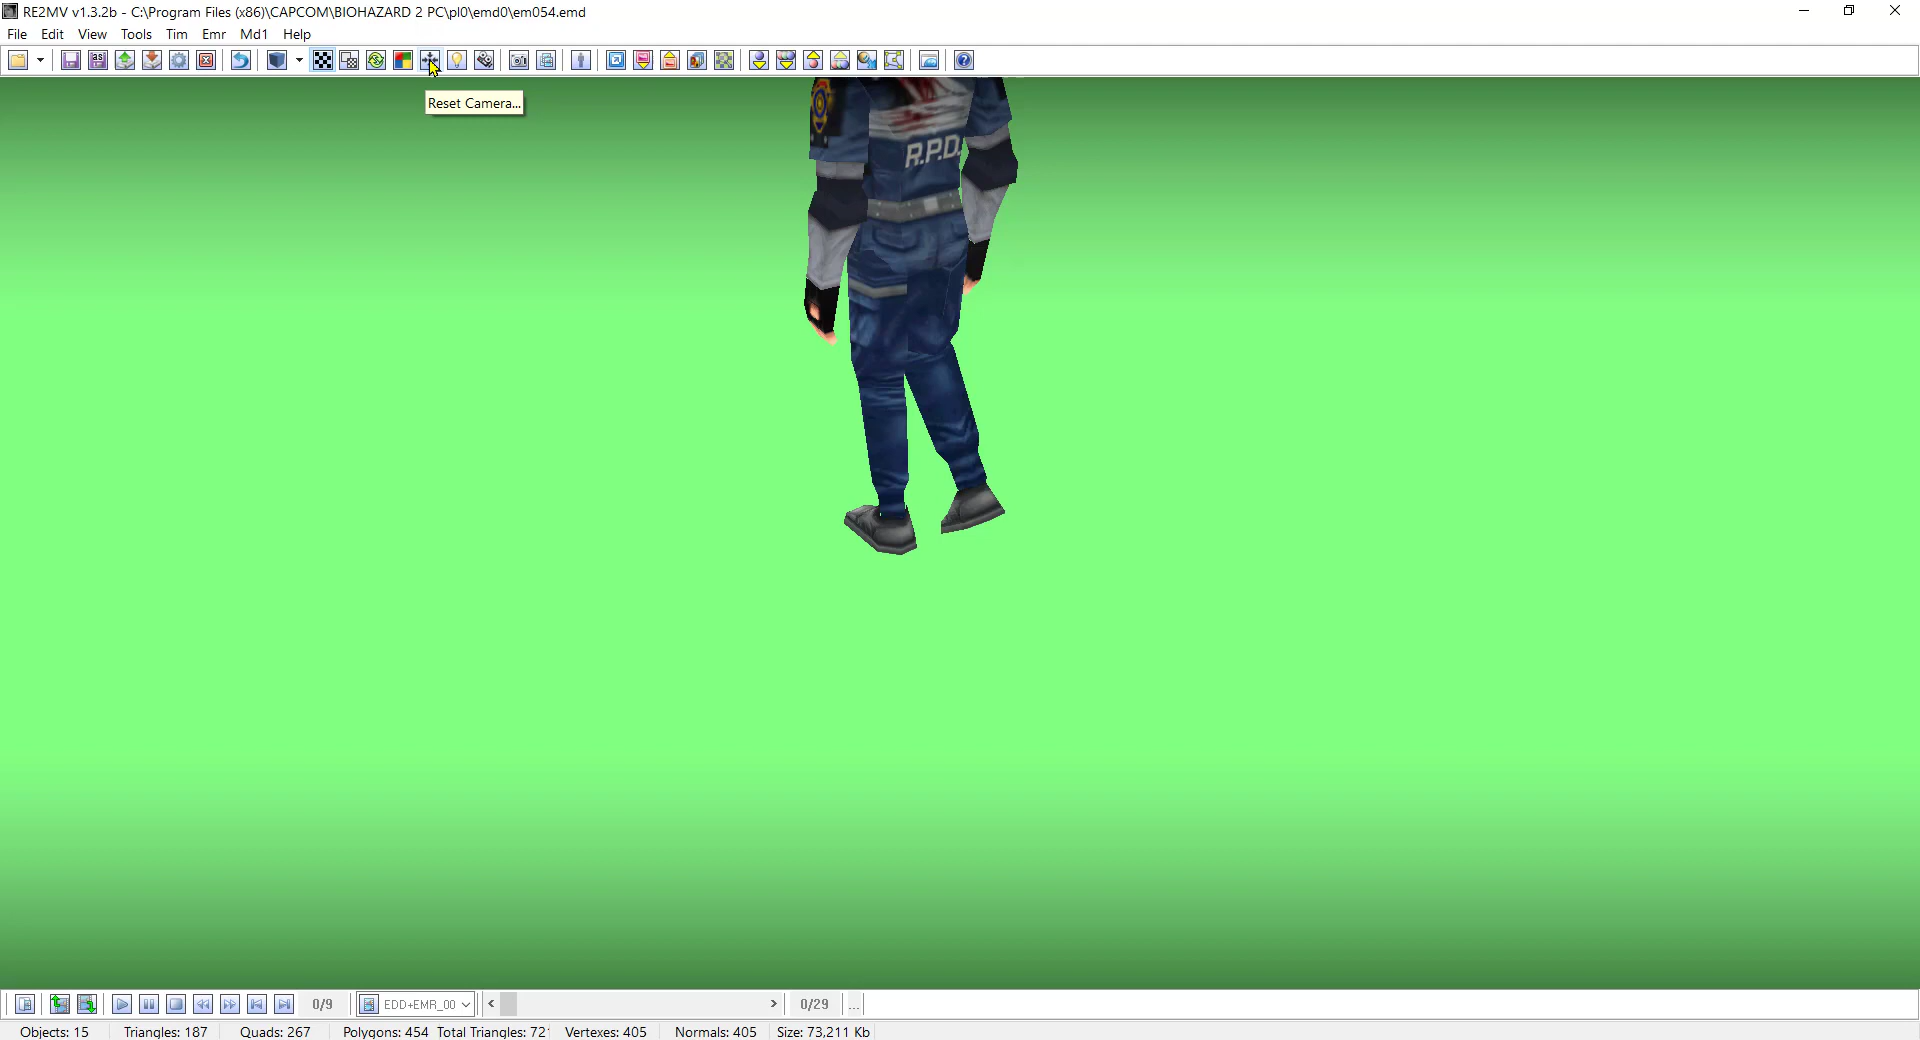 RE2MV v1.3.2b - C:\Program Files (x86)\CAPCOM\BIOHAZARD 2 PC\pl0\emd0\em054.emd
File Edit View Tools Tim Emr Md1 Help
as
Reset Camera...
R.P.D.
0/9 EDD+EMR_00 < > 0/29 ...
Objects: 15 Triangles: 187 Quads: 267 Polygons: 454 Total Triangles: 72 Vertexes: 405 Normals: 405 Size: 73,211 Kb